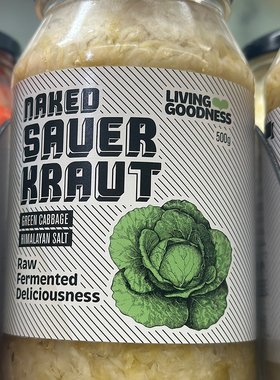 LIVING
GOODNESS
500g
NAKED
SAUER
KRAUT
GREEN CABBAGE
HIMALAYAN SALT
Raw
Fermented
Deliciousness